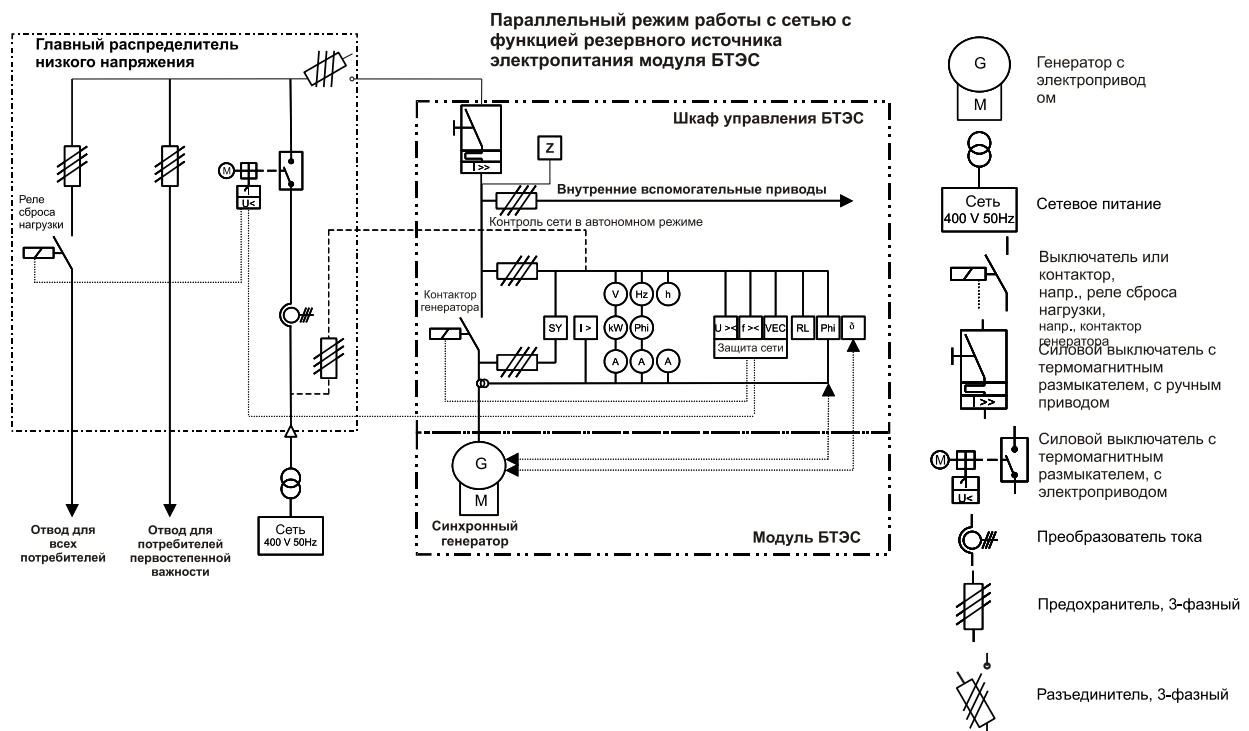 Параллельный режим работы с сетью с
функцией резервного источника
электропитания модуля БТЭС
Главный распределитель
низкого напряжения
M
U<
Реле
сброса
нагрузки
Отвод для
всех
потребителей
Отвод для
потребителей
первостепенной
важности
Сеть
400 V 50Hz
Шкаф управления БТЭС
I >>
Z
Внутренние вспомогательные приводы
Контроль сети в автономном режиме
Контактор
генератора
V
Hz
h
SY
I >
kW
Phi
U ><
f ><
VEC
RL
Phi
δ
Защита сети
A
A
A
G
M
Синхронный
генератор
Модуль БТЭС
G
M
Генератор с
электропривод
ом
Сеть
400 V 50Hz
Сетевое питание
Выключатель или
контактор,
напр., реле сброса
нагрузки,
напр., контактор
генератора
Силовой выключатель с
термомагнитным
размыкателем, с ручным
приводом
I >>
Силовой выключатель с
термомагнитным
размыкателем, с
электроприводом
M
U<
Преобразователь тока
Предохранитель, 3-фазный
Разъединитель, 3-фазный